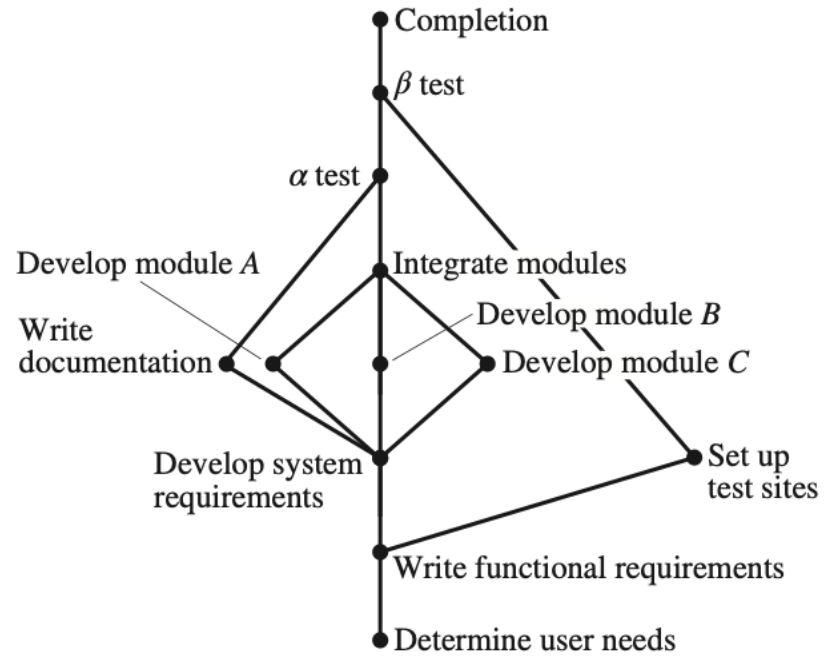 Completion
β test
α test
Develop module A
Integrate modules
Develop module B
Write
documentation
Develop module C
Develop system
requirements
Set up
test sites
Write functional requirements
Determine user needs